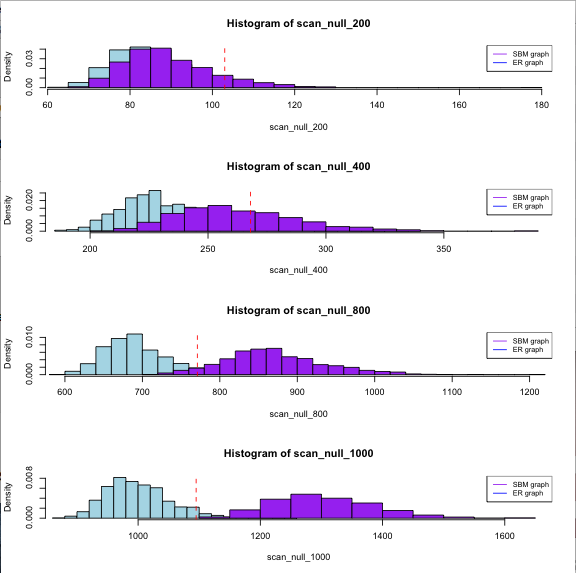 Histogram of scan_null_200
Density
0.00 0.03
SBM graph
ER graph
60 80 100 120 140 160 180
scan_null_200
Histogram of scan_null_400
Density
0.000 0.020
SBM graph
ER graph
200 250 300 350
scan_null_400
Histogram of scan_null_800
Density
0.000 0.010
SBM graph
ER graph
600 700 800 900 1000 1100 1200
scan_null_800
Histogram of scan_null_1000
Density
0.000 0.008
SBM graph
ER graph
1000 1200 1400 1600
scan_null_1000